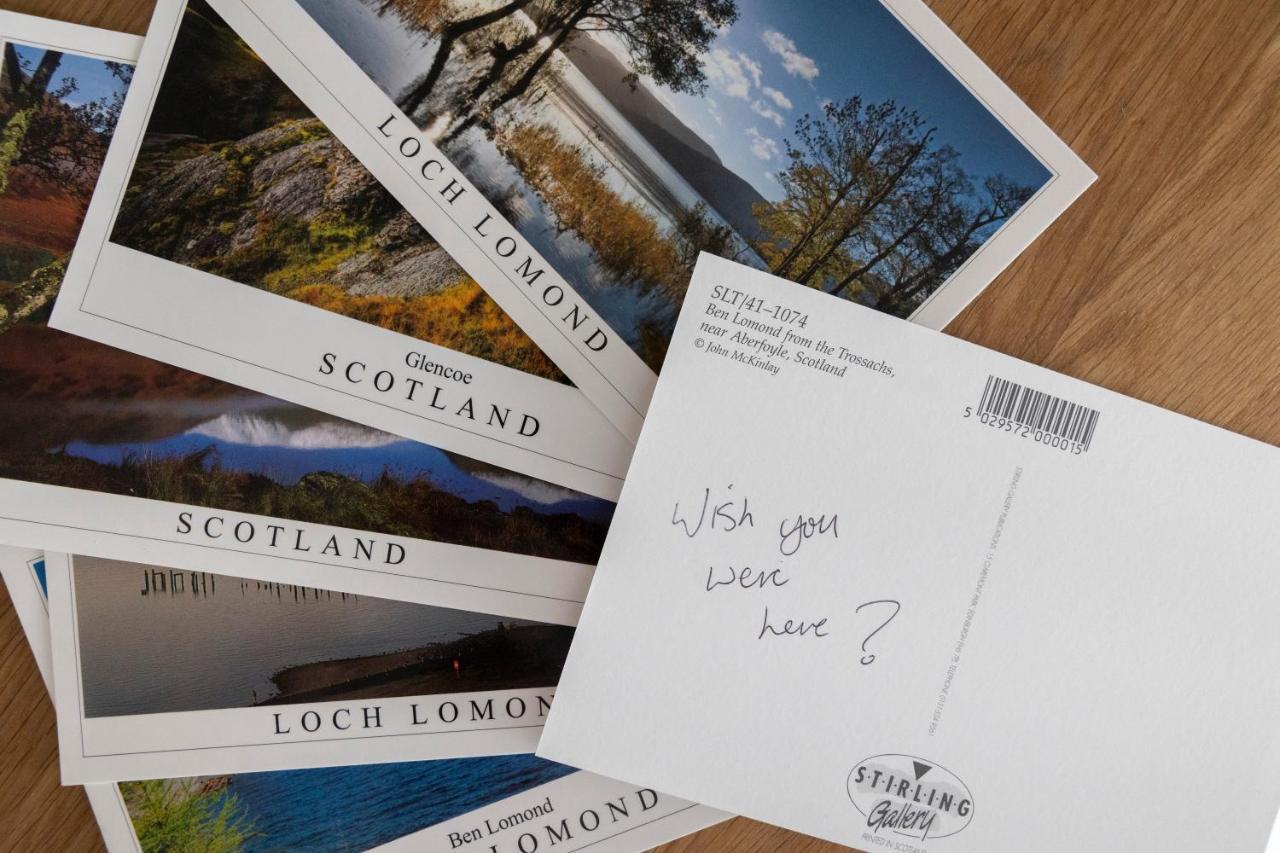 LOCH LOMOND
Glencoe
SCOTLAND
SCOTLAND
LOCH LOMON
Ben Lomond
LOMOND
SLT/41-1074
Ben Lomond from the Trossachs,
near Aberfoyle, Scotland
© John McKinlay
5 029572 000015
Wish you
were
here?
STIRLING
Gallery
PRINTED IN SCOTLAND